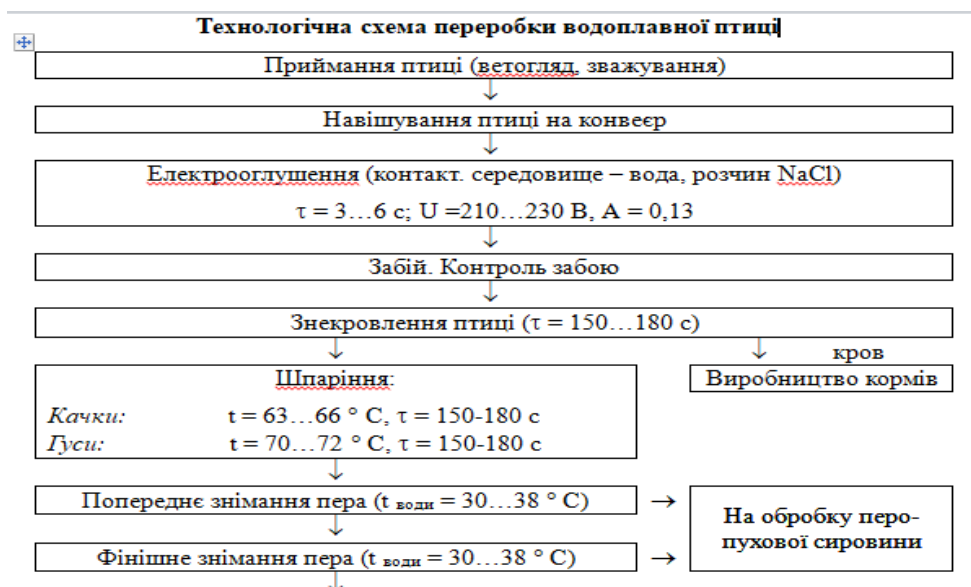 Технологічна схема переробки водоплавної птиці
Приймання птиці (ветогляд, зважування)
↓
Навішування птиці на конвеєр
↓
Електрооглушення (контакт. середовище – вода, розчин NaCl)
τ = 3…6 с; U =210…230 В, А = 0,13
↓
Забій. Контроль забою
↓
Знекровлення птиці (τ = 150…180 с)
↓ ↓ кров
Шпаріння:
Качки: t = 63…66 ° С, τ = 150-180 с
Гуси: t = 70…72 ° С, τ = 150-180 с
Виробництво кормів
↓
Попереднє знімання пера (t води = 30…38 ° С) →
↓
Фінішне знімання пера (t води = 30…38 ° С) →
На обробку перо-
пухової сировини
↓